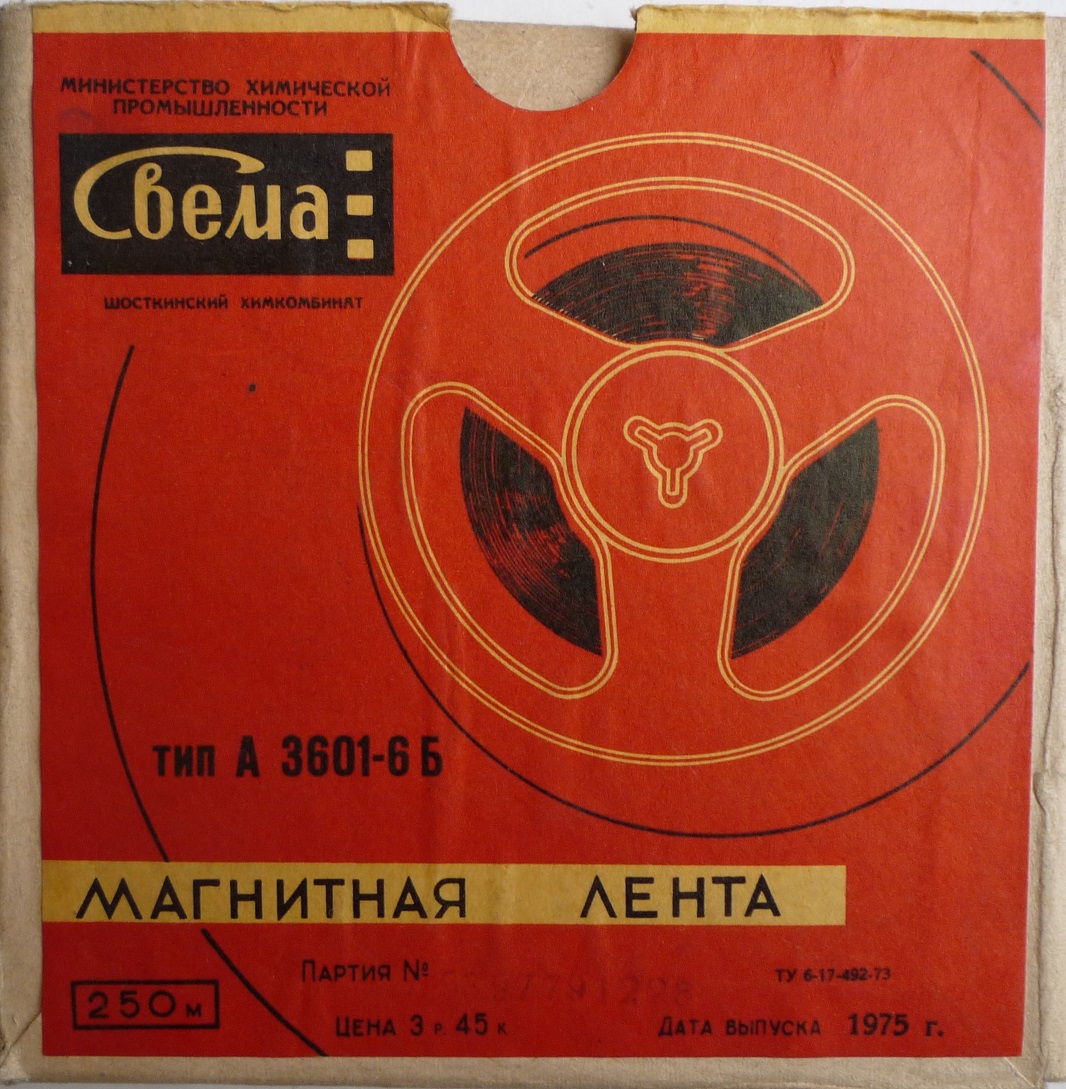 МИНИСТЕРСТВО ХИМИЧЕСКОЙ
ПРОМЫШЛЕННОСТИ
Свема
ШОСТКИНСКИЙ ХИМКОМБИНАТ
ТИП А 3601-6 Б
МАГНИТНАЯ ЛЕНТА
ПАРТИЯ №
ТУ 6-17-492-73
250 М
ЦЕНА 3 Р. 45 К
ДАТА ВЫПУСКА 1975 г.